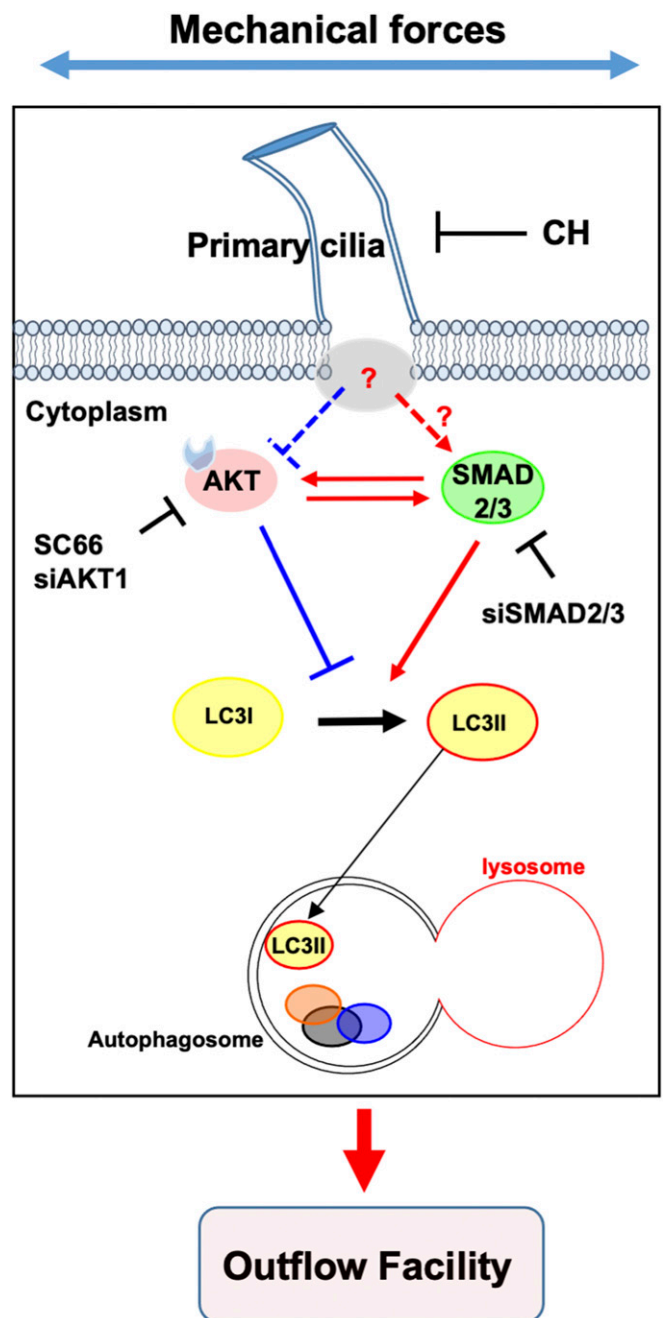 Mechanical forces
Primary cilia
CH
?
Cytoplasm
?
AKT
SMAD
2/3
SC66
siAKT1
siSMAD2/3
LC3I
LC3II
lysosome
LC3II
Autophagosome
Outflow Facility